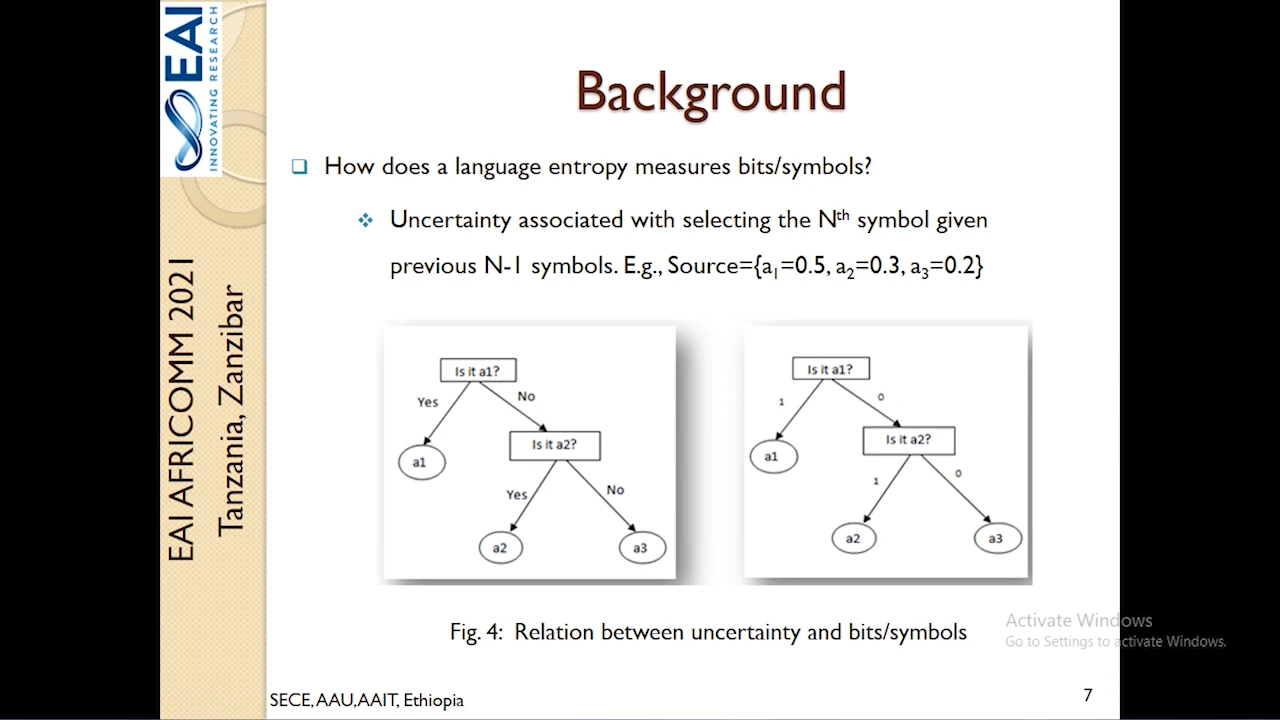 EAI
INNOVATING RESEARCH
EAI AFRICOMM 2021
Tanzania, Zanzibar
Background
How does a language entropy measures bits/symbols?
Uncertainty associated with selecting the Nth symbol given
previous N-1 symbols. E.g., Source={a1=0.5, a2=0.3, a3=0.2}
Is it a1?
Yes
No
Is it a2?
a1
Yes
No
a2
a3
Is it a1?
1
0
Is it a2?
a1
1
0
a2
a3
Fig. 4: Relation between uncertainty and bits/symbols
Activate Windows
Go to Settings to activate Windows.
SECE,AAU,AAIT, Ethiopia
7